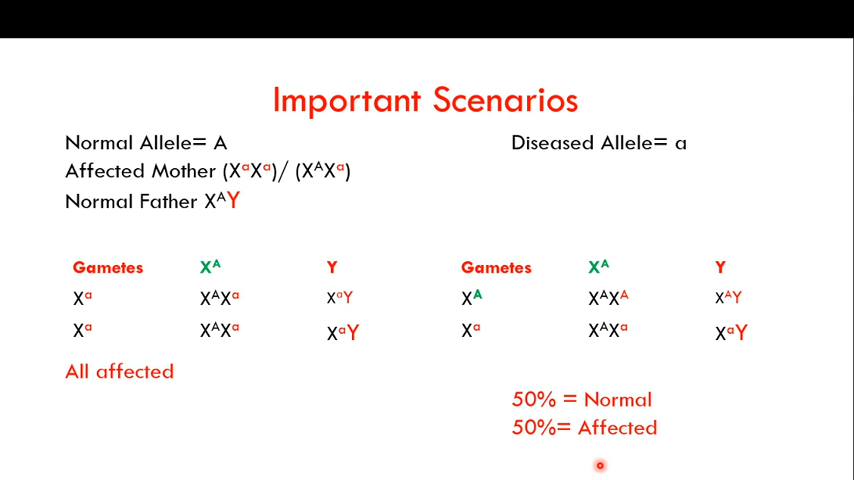 Important Scenarios
Normal Allele= A
Diseased Allele= a
Affected Mother (XᵃXᵃ)/ (XᴬXᵃ)
Normal Father XᴬY
Gametes Xᴬ Y
Xᵃ XᴬXᵃ XᵃY
Xᵃ XᴬXᵃ XᵃY
All affected
Gametes Xᴬ Y
Xᴬ XᴬXᴬ XᴬY
Xᵃ XᴬXᵃ XᵃY
50% = Normal
50%= Affected